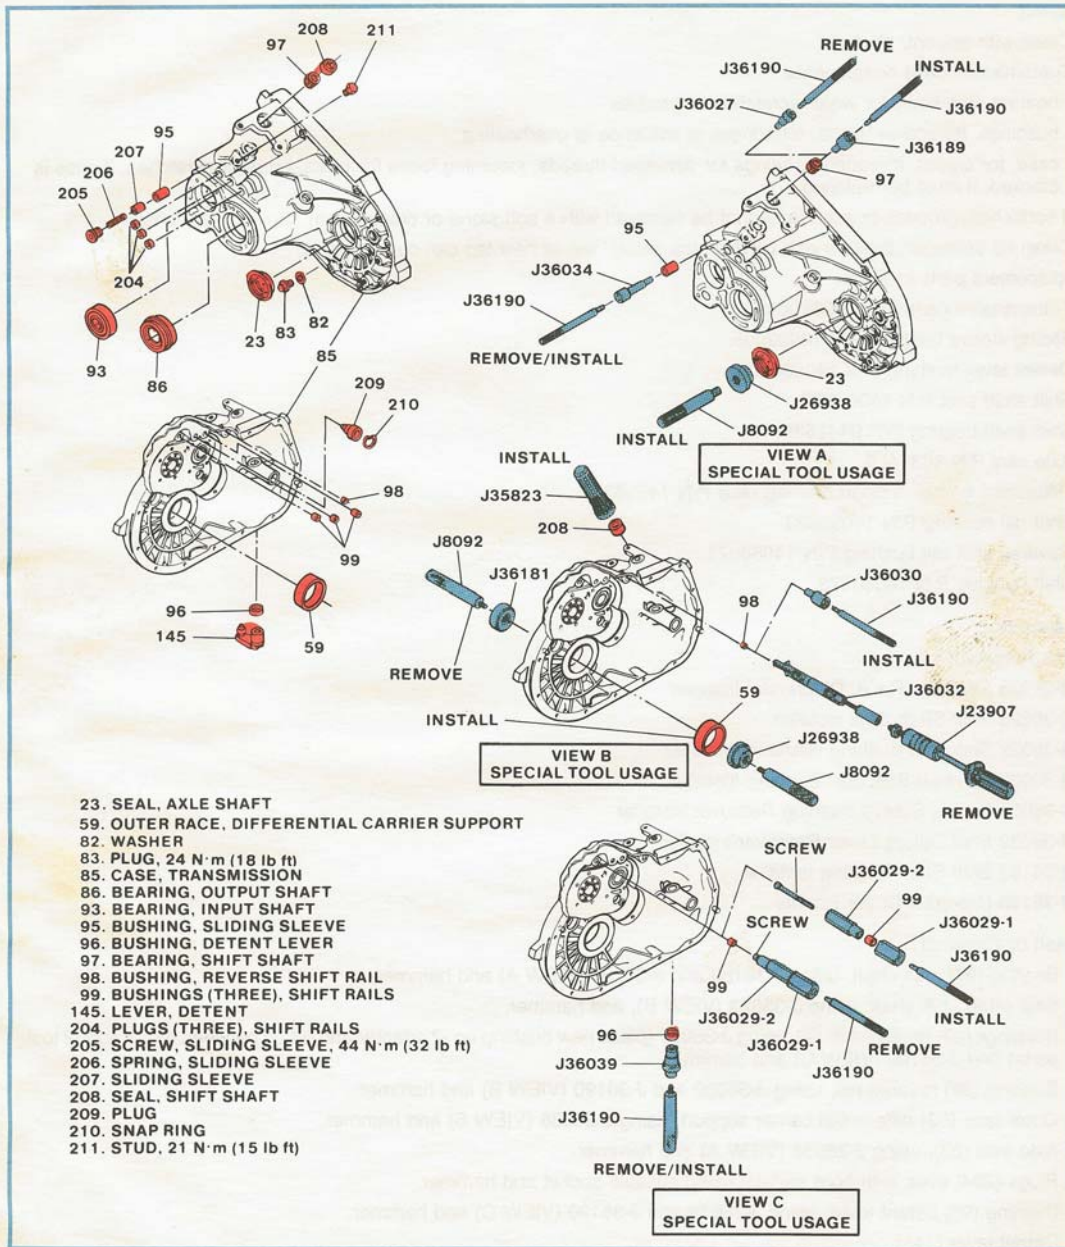 208
211
97
95
207
206
205
204
93
86
23
83
82
85
209
210
98
99
96
145
59
REMOVE
INSTALL
J36190
J36027
J36190
J36189
97
95
J36034
J36190
REMOVE/INSTALL
23
J26938
INSTALL
J8092
VIEW A
SPECIAL TOOL USAGE
INSTALL
J35823
208
J8092
J36181
J36030
98
J36190
REMOVE
INSTALL
J36032
59
J23907
INSTALL
J26938
VIEW B
SPECIAL TOOL USAGE
J8092
REMOVE
23. SEAL, AXLE SHAFT
59. OUTER RACE, DIFFERENTIAL CARRIER SUPPORT
82. WASHER
83. PLUG, 24 N·m (18 lb ft)
85. CASE, TRANSMISSION
86. BEARING, OUTPUT SHAFT
93. BEARING, INPUT SHAFT
95. BUSHING, SLIDING SLEEVE
96. BUSHING, DETENT LEVER
97. BEARING, SHIFT SHAFT
98. BUSHING, REVERSE SHIFT RAIL
99. BUSHINGS (THREE), SHIFT RAILS
145. LEVER, DETENT
204. PLUGS (THREE), SHIFT RAILS
205. SCREW, SLIDING SLEEVE, 44 N·m (32 lb ft)
206. SPRING, SLIDING SLEEVE
207. SLIDING SLEEVE
208. SEAL, SHIFT SHAFT
209. PLUG
210. SNAP RING
211. STUD, 21 N·m (15 lb ft)
SCREW
J36029-2
99
SCREW
J36029-1
J36190
99
INSTALL
J36029-2
96
J36029-1
REMOVE
J36039
J36190
J36190
REMOVE/INSTALL
VIEW C
SPECIAL TOOL USAGE